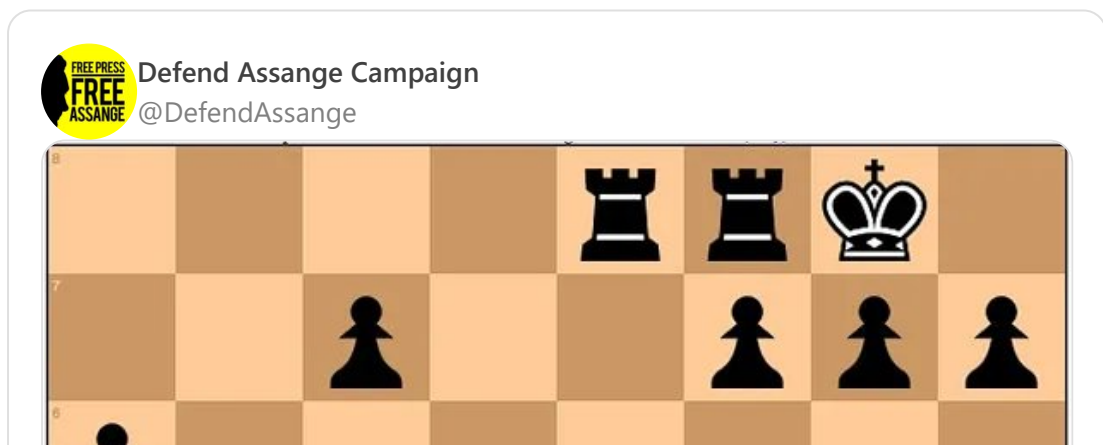 FREE PRESS
FREE
ASSANGE
Defend Assange Campaign
@DefendAssange
8
7
6